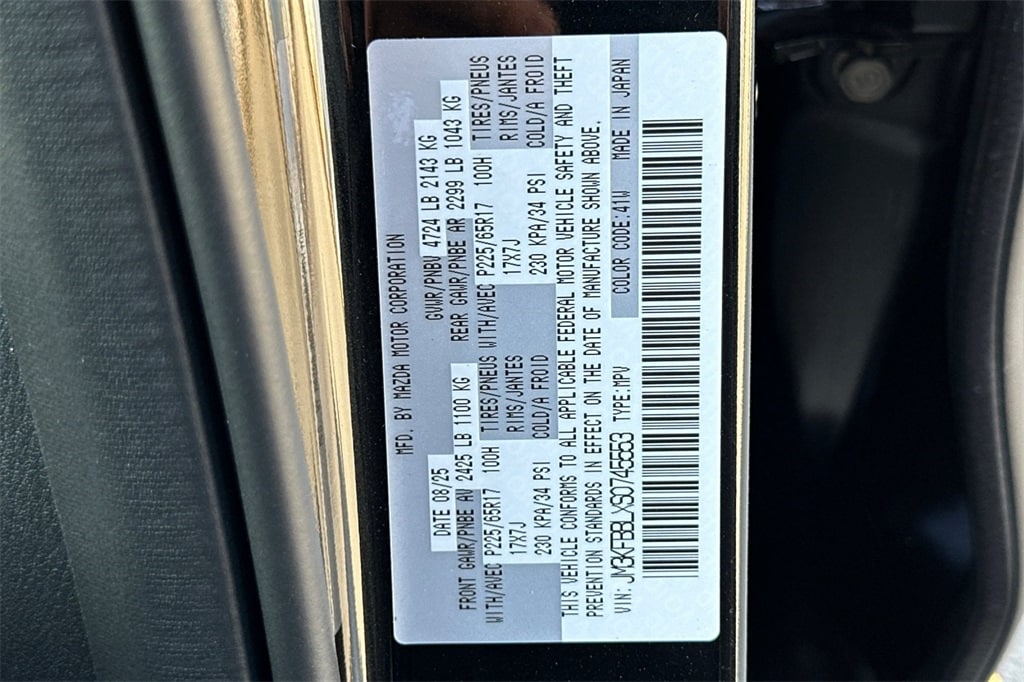 MFD. BY MAZDA MOTOR CORPORATION
DATE 08/25 GVWR/PNBV 4724 LB 2143 KG
FRONT GAWR/PNBE AV 2425 LB 1100 KG REAR GAWR/PNBE AR 2299 LB 1043 KG
WITH/AVEC P225/65R17 100H TIRES/PNEUS WITH/AVEC P225/65R17 100H TIRES/PNEUS
17X7J RIMS/JANTES 17X7J RIMS/JANTES
230 KPA/34 PSI COLD/A FROID 230 KPA/34 PSI COLD/A FROID
THIS VEHICLE CONFORMS TO ALL APPLICABLE FEDERAL MOTOR VEHICLE SAFETY AND THEFT
PREVENTION STANDARDS IN EFFECT ON THE DATE OF MANUFACTURE SHOWN ABOVE.
VIN: JM3KFBBLXS0745553 TYPE:MPV COLOR CODE:41W MADE IN JAPAN